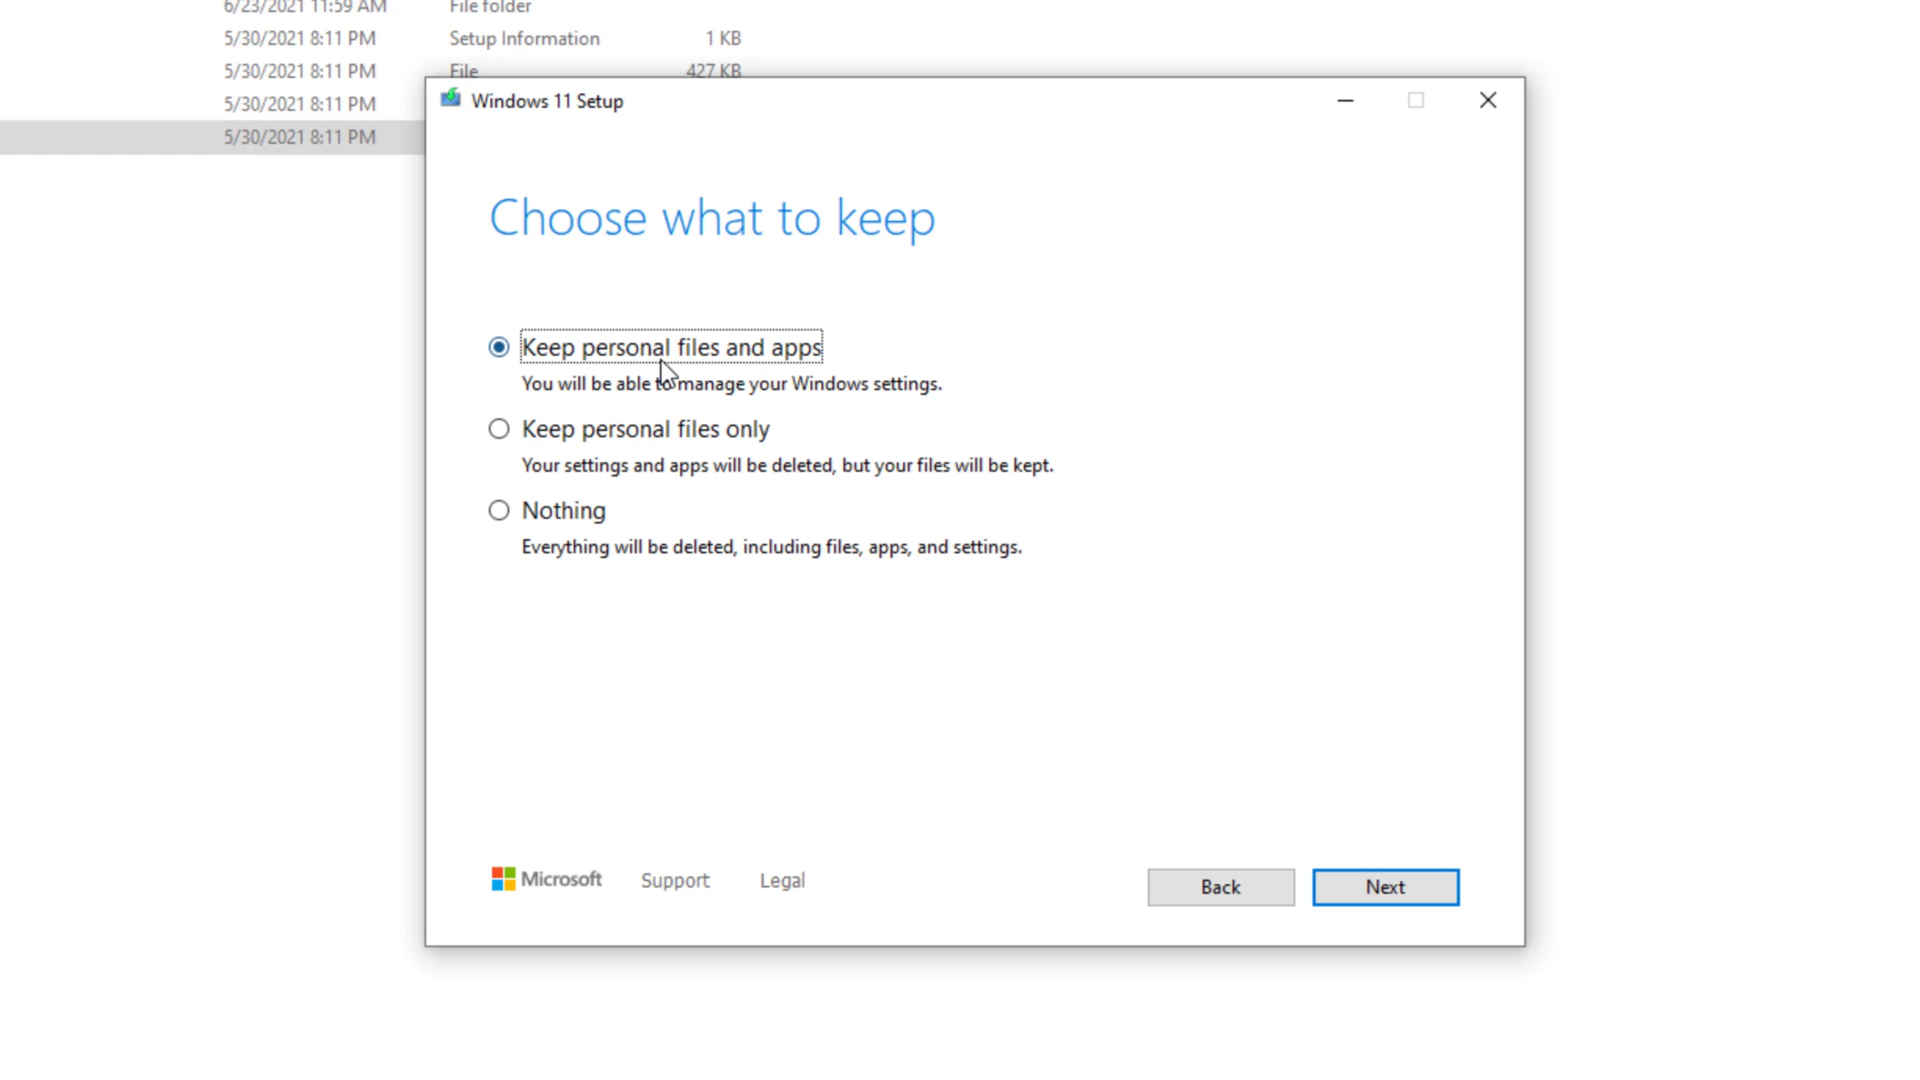 6/23/2021 11:59 AM File folder
5/30/2021 8:11 PM Setup Information 1 KB
5/30/2021 8:11 PM File 427 KB
5/30/2021 8:11 PM
5/30/2021 8:11 PM
Windows 11 Setup
Choose what to keep
Keep personal files and apps
You will be able to manage your Windows settings.
Keep personal files only
Your settings and apps will be deleted, but your files will be kept.
Nothing
Everything will be deleted, including files, apps, and settings.
Microsoft Support Legal
Back Next